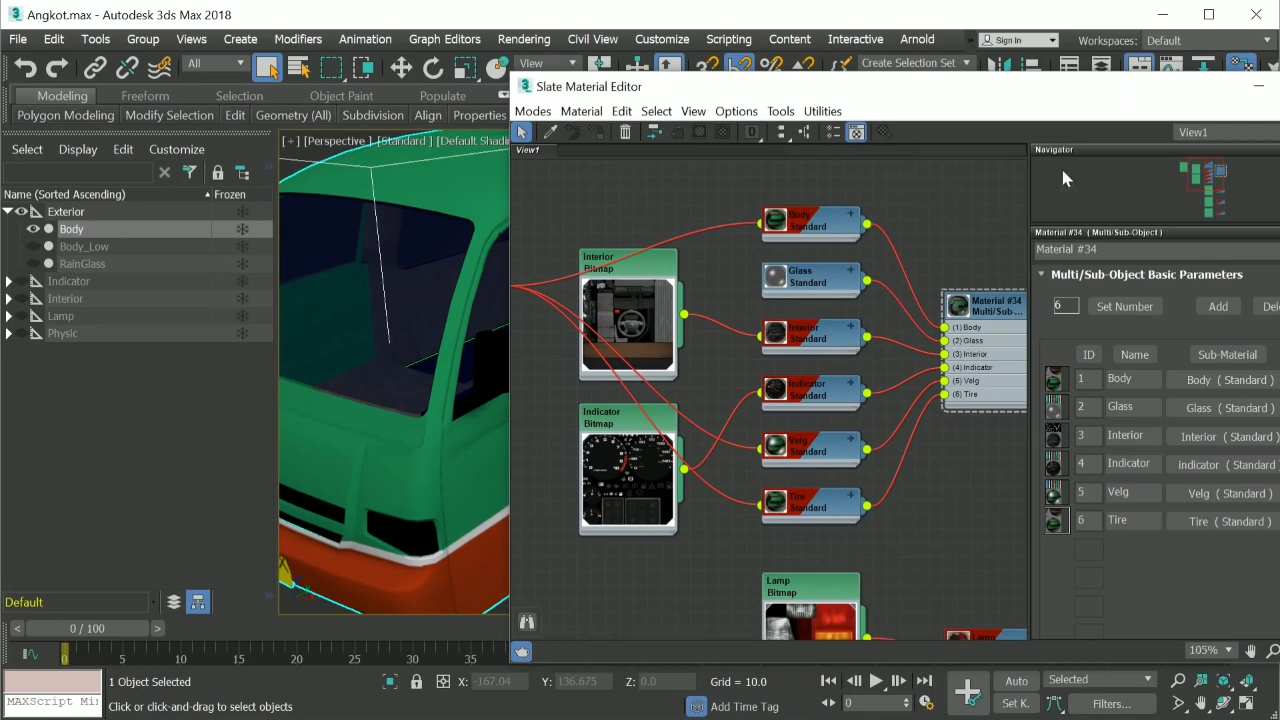 Angkot.max - Autodesk 3ds Max 2018
File Edit Tools Group Views Create Modifiers Animation Graph Editors Rendering Civil View Customize Scripting Content Interactive Arnold Sign In Workspaces: Default
All View Create Selection Set
Modeling Freeform Selection Object Paint Populate
Polygon Modeling Modify Selection Edit Geometry (All) Subdivision Align Properties
Select Display Edit Customize
Name (Sorted Ascending) Frozen
Exterior
Body
Body_Low
RainGlass
Indicator
Interior
Lamp
Physic
Default
0 / 100
[ + ] [Perspective ] [Standard ] [Default Shadi
Slate Material Editor
Modes Material Edit Select View Options Tools Utilities
View1
View1
Interior
Bitmap
Indicator
Bitmap
Body
Standard
Glass
Standard
Interior
Standard
Indicator
Standard
Velg
Standard
Tire
Standard
Lamp
Bitmap
Material #34
Multi/Sub-...
(1) Body
(2) Glass
(3) Interior
(4) Indicator
(5) Velg
(6) Tire
Lamp
Navigator
Material #34 ( Multi/Sub-Object )
Material #34
Multi/Sub-Object Basic Parameters
6 Set Number Add Del
ID Name Sub-Material
1 Body Body ( Standard )
2 Glass Glass ( Standard )
3 Interior Interior ( Standard )
4 Indicator indicator ( Standard
5 Velg Velg ( Standard )
6 Tire Tire ( Standard )
105%
0 5 10 15 20 25 30 35
1 Object Selected X: -167.04 Y: 136.675 Z: 0.0 Grid = 10.0 Auto Selected
MAXScript Mi: Click or click-and-drag to select objects Add Time Tag 0 Set K. Filters...